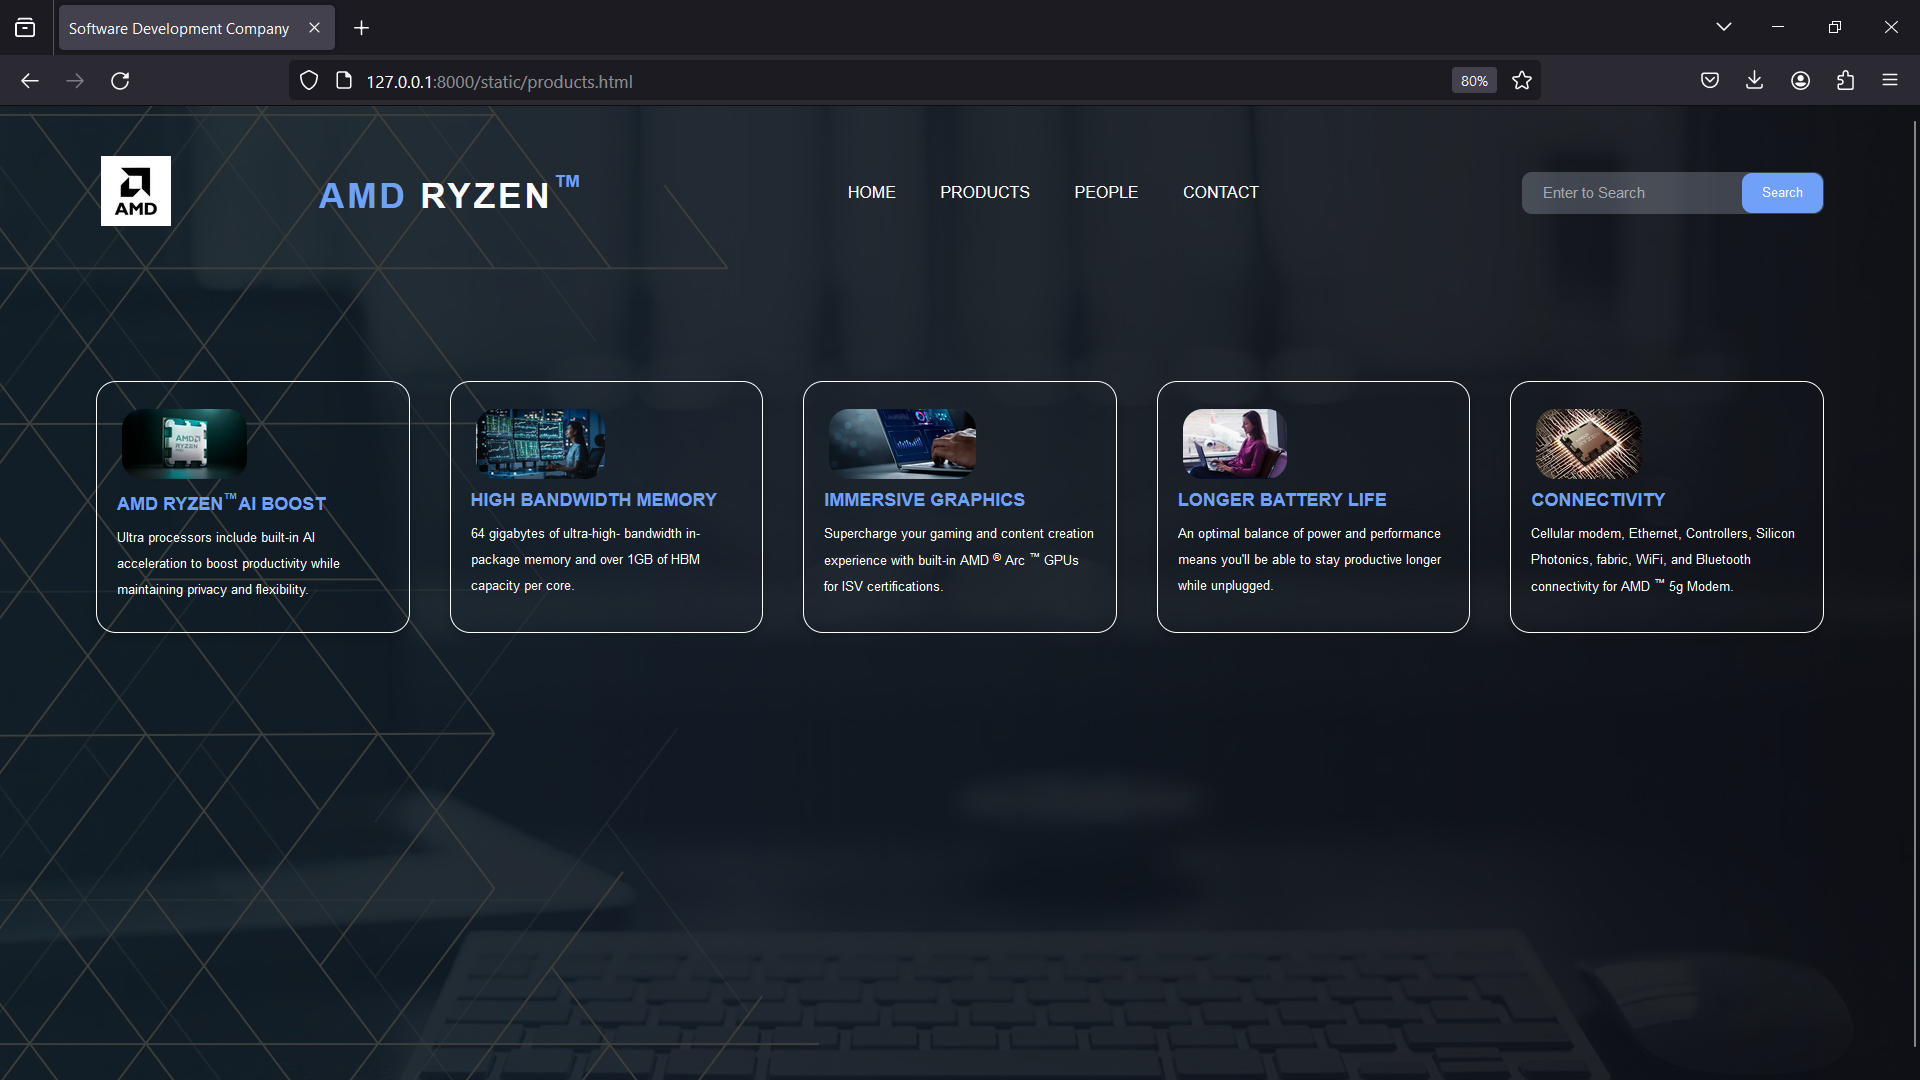 Software Development Company
127.0.0.1:8000/static/products.html
80%
AMD
AMD RYZEN™
HOME
PRODUCTS
PEOPLE
CONTACT
Enter to Search
Search
AMD
RYZEN
AMD RYZEN™AI BOOST
Ultra processors include built-in AI
acceleration to boost productivity while
maintaining privacy and flexibility.
HIGH BANDWIDTH MEMORY
64 gigabytes of ultra-high- bandwidth in-
package memory and over 1GB of HBM
capacity per core.
IMMERSIVE GRAPHICS
Supercharge your gaming and content creation
experience with built-in AMD ® Arc ™ GPUs
for ISV certifications.
LONGER BATTERY LIFE
An optimal balance of power and performance
means you'll be able to stay productive longer
while unplugged.
CONNECTIVITY
Cellular modem, Ethernet, Controllers, Silicon
Photonics, fabric, WiFi, and Bluetooth
connectivity for AMD ™ 5g Modem.